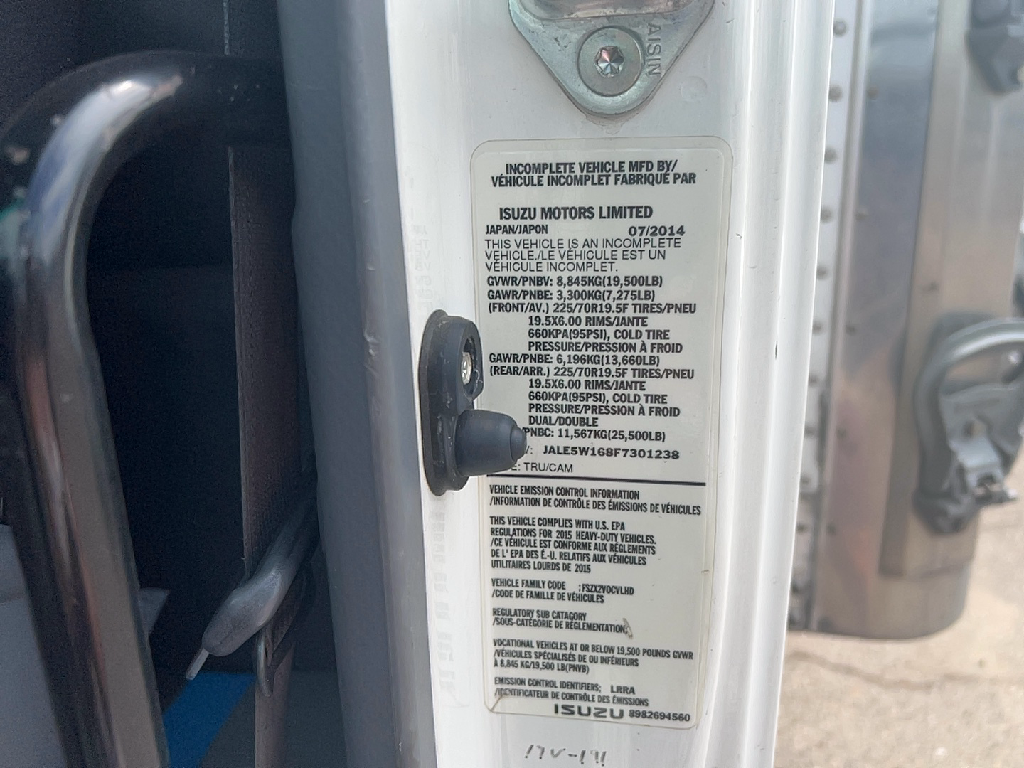 AISIN
INCOMPLETE VEHICLE MFD BY/
VÉHICULE INCOMPLET FABRIQUÉ PAR
ISUZU MOTORS LIMITED
JAPAN/JAPON 07/2014
THIS VEHICLE IS AN INCOMPLETE
VEHICLE./LE VÉHICULE EST UN
VÉHICULE INCOMPLET.
GVWR/PNBV: 8,845KG(19,500LB)
GAWR/PNBE: 3,300KG(7,275LB)
(FRONT/AV.) 225/70R19.5F TIRES/PNEU
19.5X6.00 RIMS/JANTE
660KPA(95PSI), COLD TIRE
PRESSURE/PRESSION À FROID
GAWR/PNBE: 6,196KG(13,660LB)
(REAR/ARR.) 225/70R19.5F TIRES/PNEU
19.5X6.00 RIMS/JANTE
660KPA(95PSI), COLD TIRE
PRESSURE/PRESSION À FROID
DUAL/DOUBLE
PNBC: 11,567KG(25,500LB)
: JALE5W168F7301238
E: TRU/CAM
VEHICLE EMISSION CONTROL INFORMATION
/INFORMATION DE CONTRÔLE DES ÉMISSIONS DE VÉHICULES
THIS VEHICLE COMPLIES WITH U.S. EPA
REGULATIONS FOR 2015 HEAVY-DUTY VEHICLES.
/CE VÉHICULE EST CONFORME AUX RÈGLEMENTS
DE L' EPA DES É.-U. RELATIFS AUX VÉHICULES
UTILITAIRES LOURDS DE 2015
VEHICLE FAMILY CODE :FSZX2VOCVLHD
/CODE DE FAMILLE DE VÉHICULES
REGULATORY SUB CATAGORY
/SOUS-CATÉGORIE DE RÉGLEMENTATION;
VOCATIONAL VEHICLES AT OR BELOW 19,500 POUNDS GVWR
/VÉHICULES SPÉCIALISÉS DE OU INFÉRIEURS
À 8,845 KG/19,500 LB(PNVB)
EMISSION CONTROL IDENTIFIERS; LRRA
/IDENTIFICATEUR DE CONTRÔLE DES ÉMISSIONS
ISUZU 8982694560